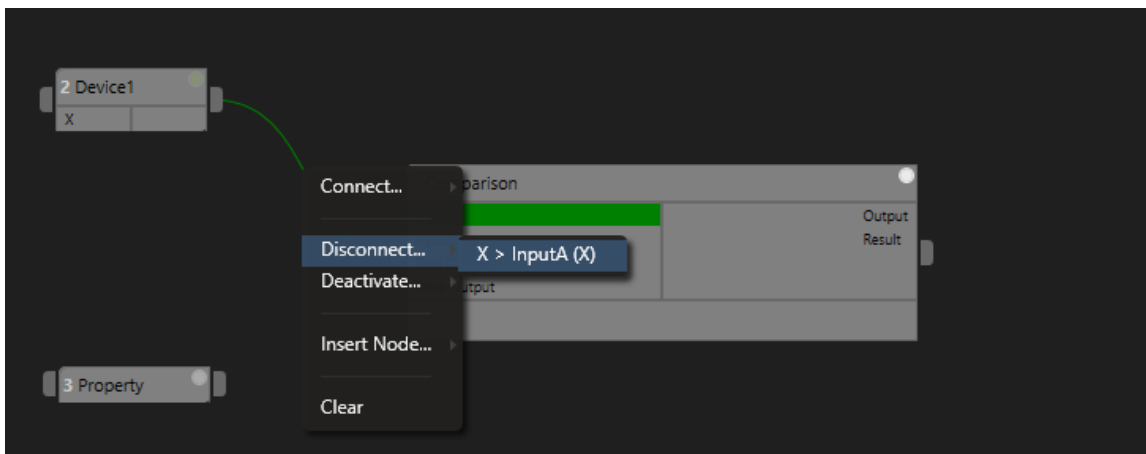 2 Device1
X
Connect...
parison
Output
Disconnect...
X > InputA (X)
Result
Deactivate...
utput
Insert Node...
3 Property
Clear